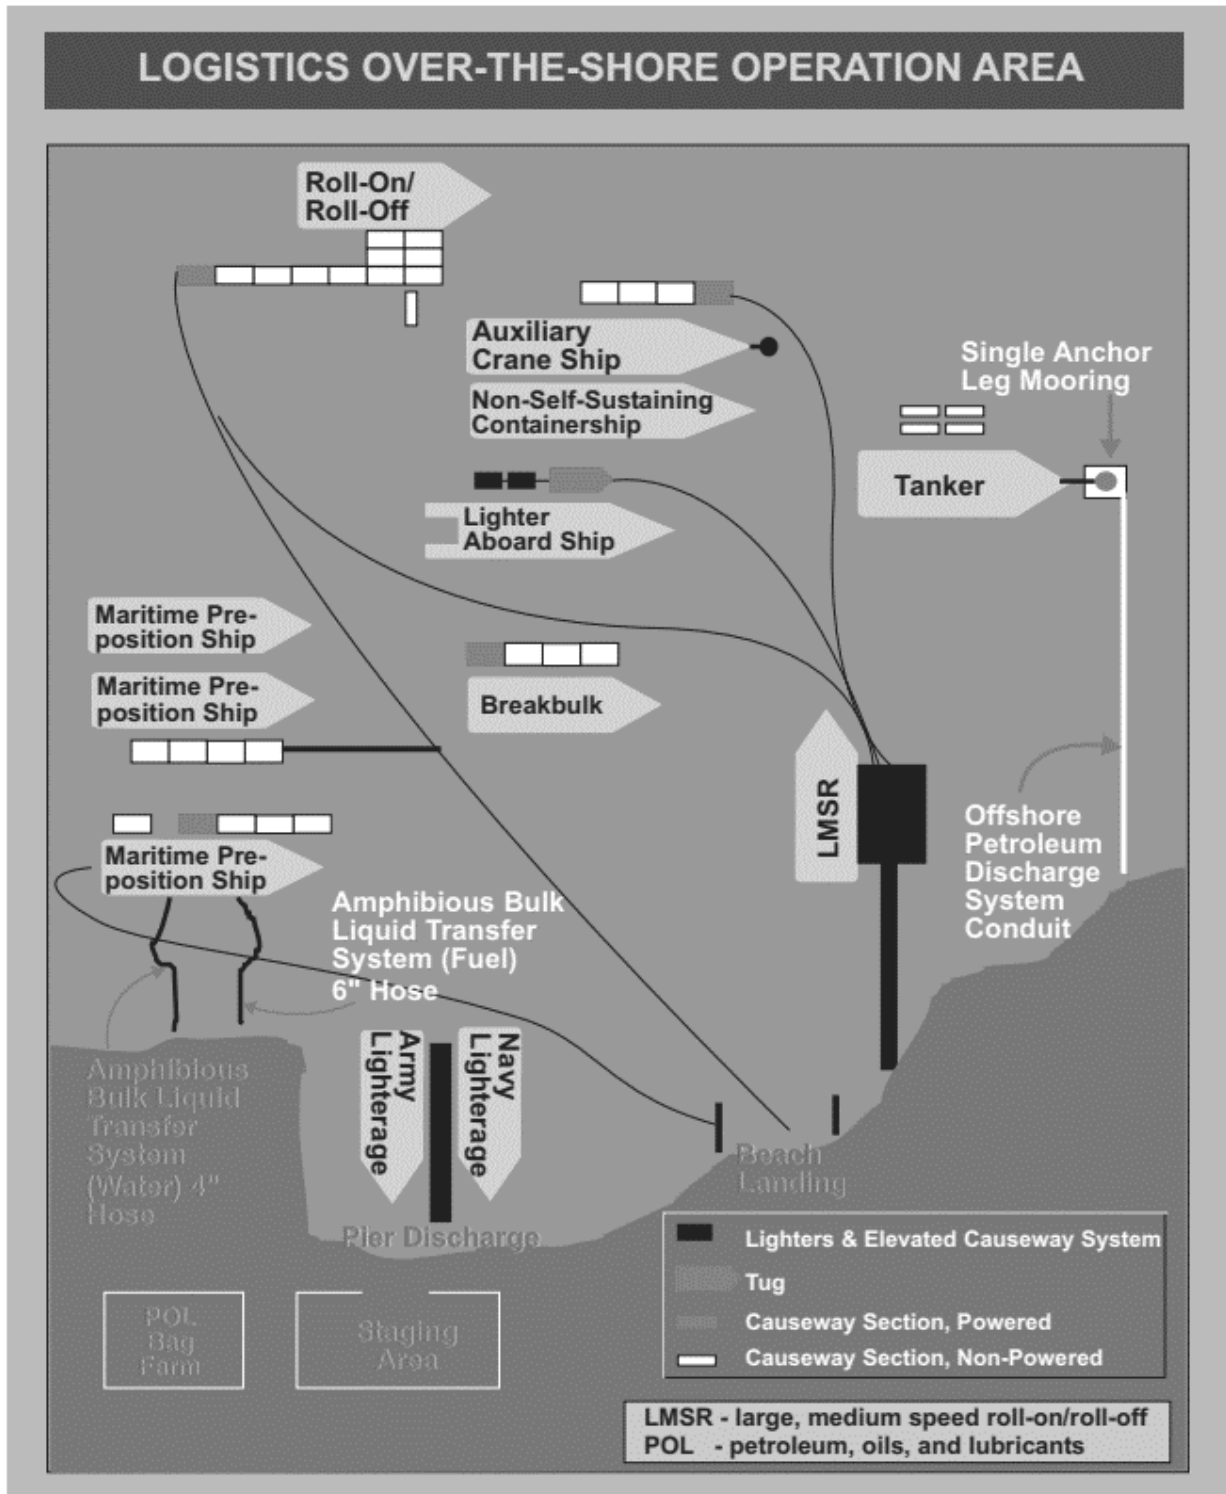 LOGISTICS OVER-THE-SHORE OPERATION AREA
Roll-On/
Roll-Off
Auxiliary
Crane Ship
Non-Self-Sustaining
Containership
Single Anchor
Leg Mooring
Tanker
Lighter
Aboard Ship
Maritime Pre-
position Ship
Maritime Pre-
position Ship
Breakbulk
LMSR
Offshore
Petroleum
Discharge
System
Conduit
Maritime Pre-
position Ship
Amphibious Bulk
Liquid Transfer
System (Fuel)
6" Hose
Army
Lighterage
Navy
Lighterage
Amphibious
Bulk Liquid
Transfer
System
(Water) 4"
Hose
Beach
Landing
Pier Discharge
POL
Bag
Farm
Staging
Area
Lighters & Elevated Causeway System
Tug
Causeway Section, Powered
Causeway Section, Non-Powered
LMSR - large, medium speed roll-on/roll-off
POL - petroleum, oils, and lubricants